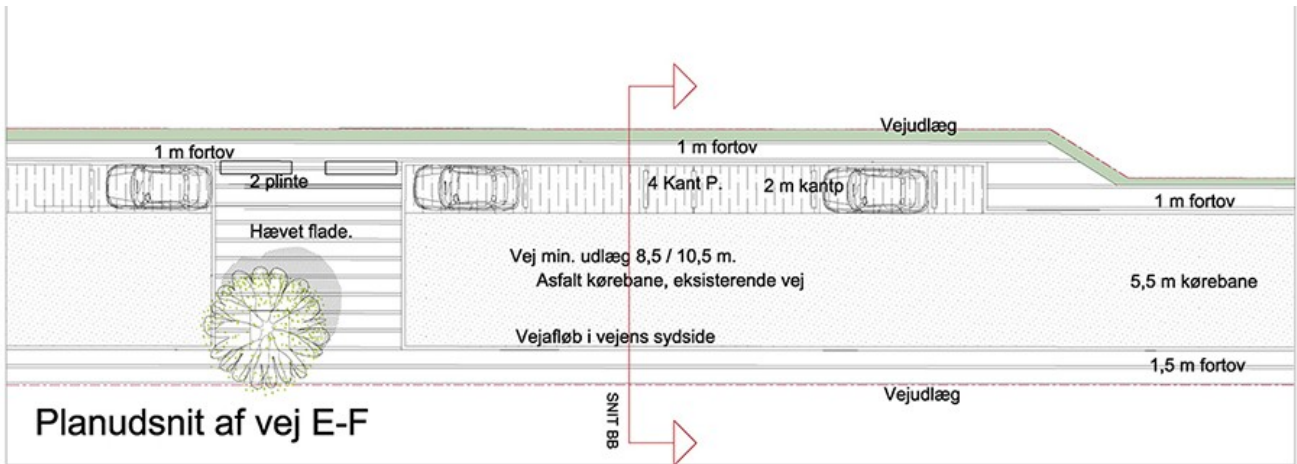 Vejudlæg
1 m fortov
1 m fortov
2 plinte
4 Kant P.
2 m kantp
1 m fortov
Hævet flade.
Vej min. udlæg 8,5 / 10,5 m.
Asfalt kørebane, eksisterende vej
5,5 m kørebane
Vejafløb i vejens sydside
1,5 m fortov
Vejudlæg
SNIT BB
Planudsnit af vej E-F